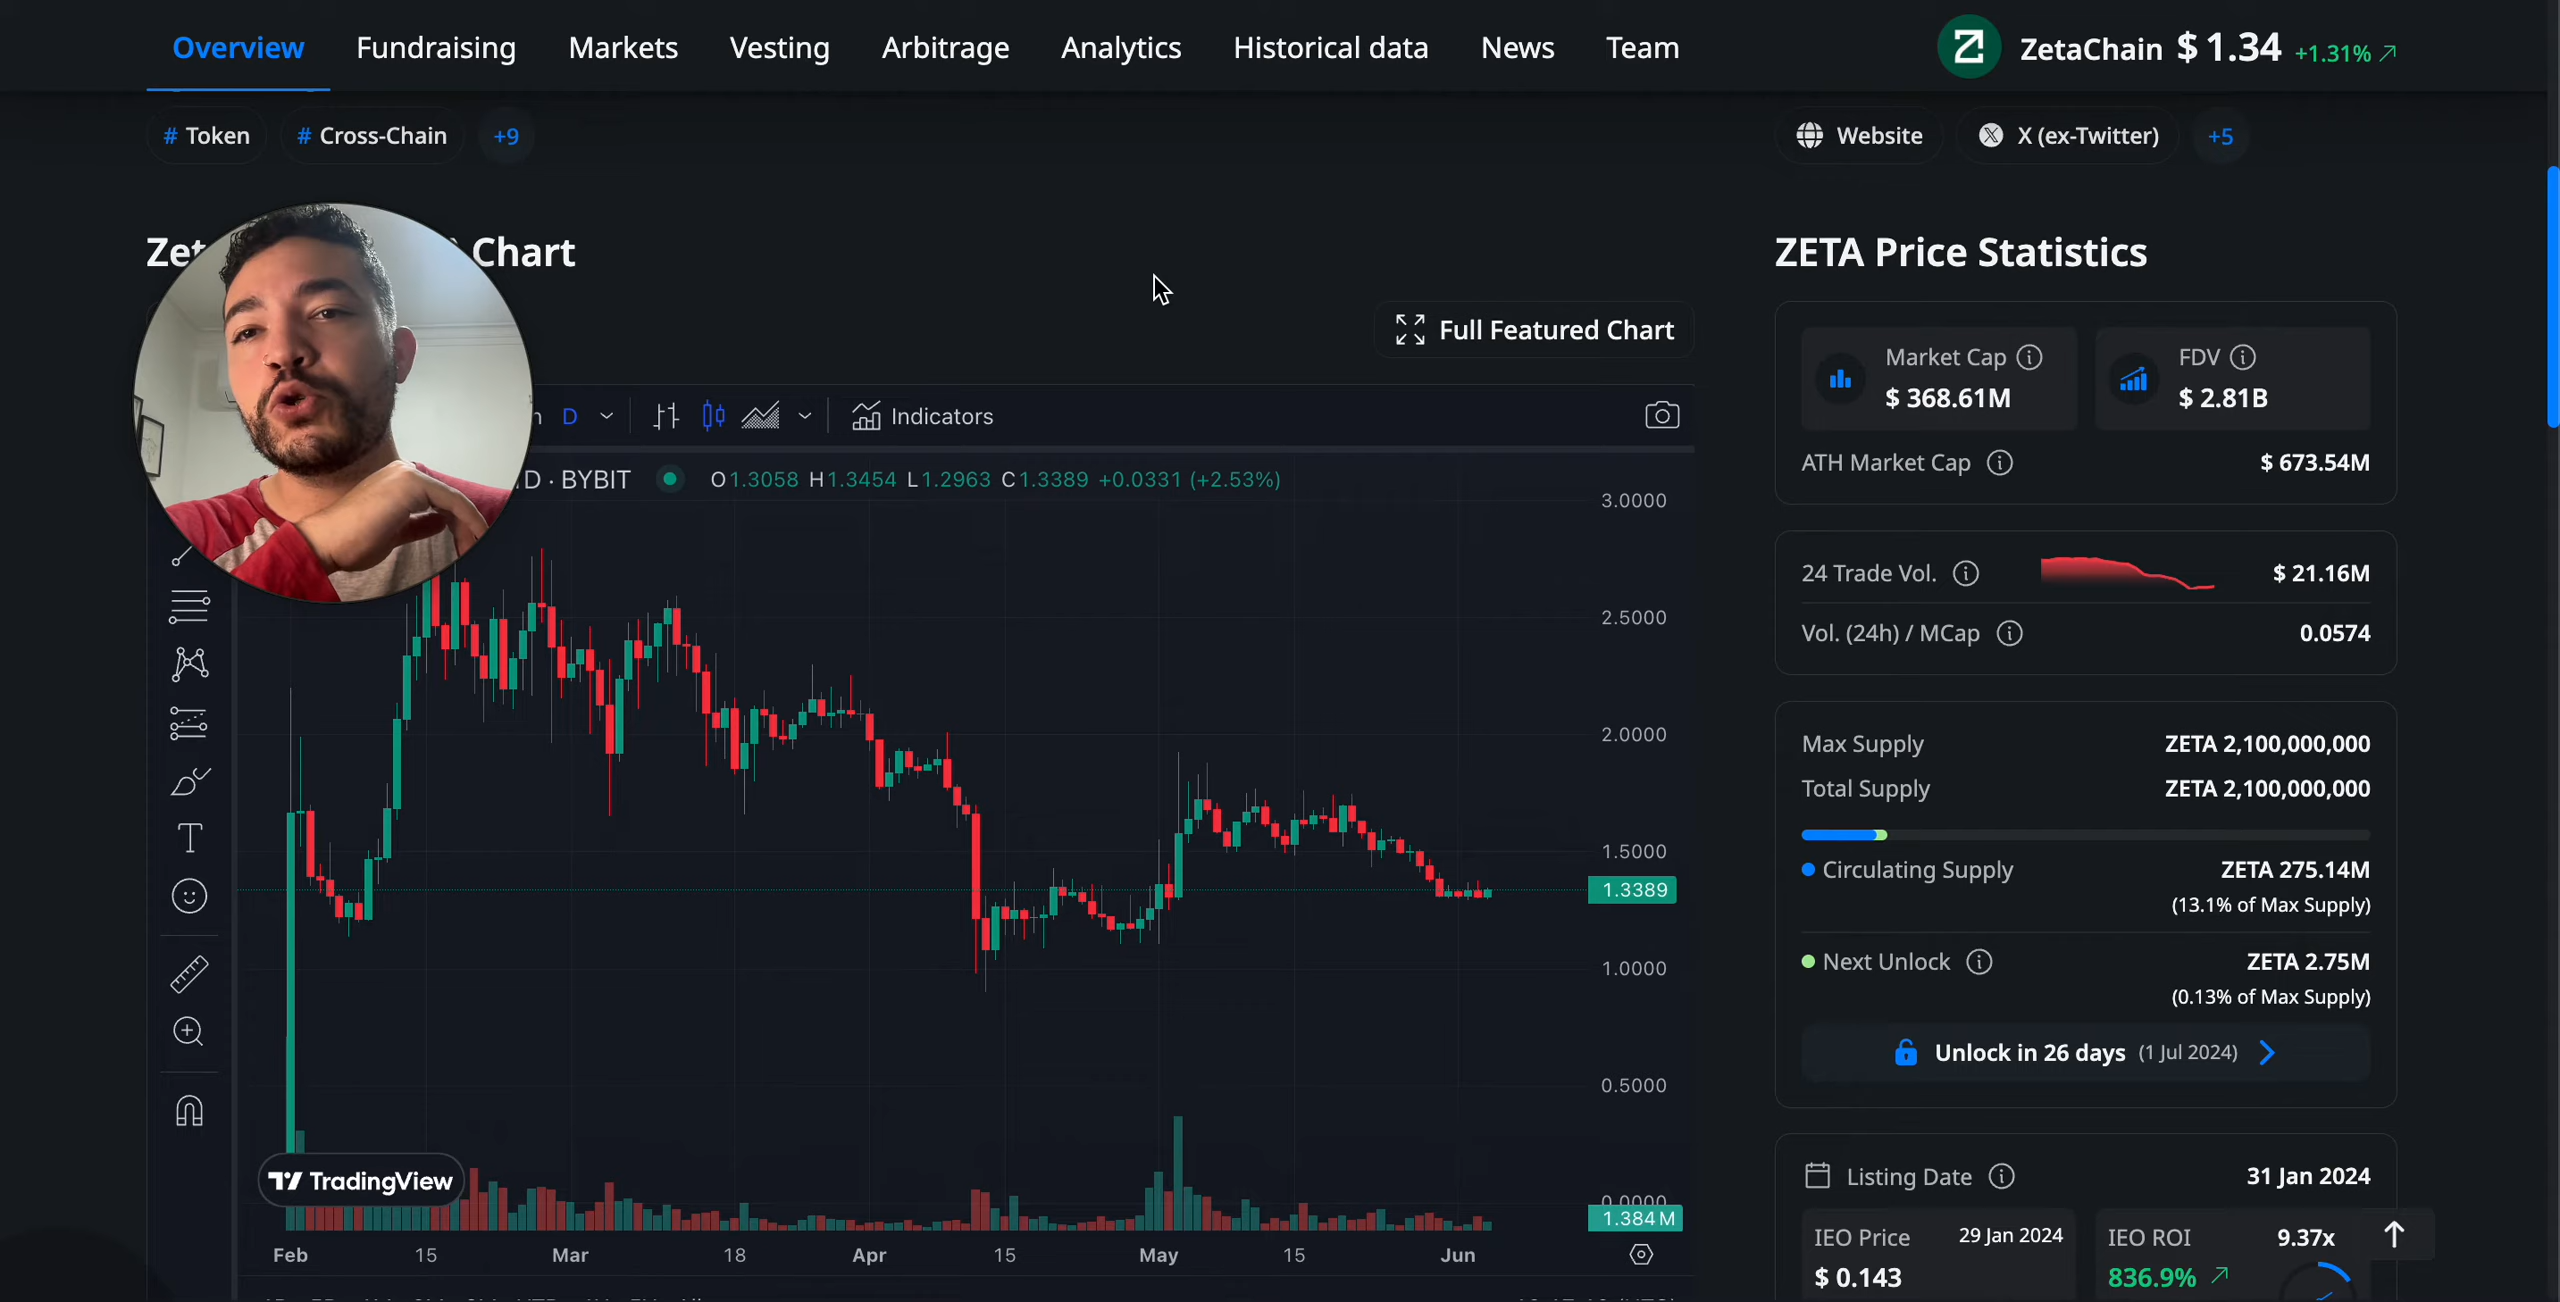 Overview Fundraising Markets Vesting Arbitrage Analytics Historical data News Team ZetaChain $ 1.34 +1.31%
# Token # Cross-Chain +9 Website X (ex-Twitter) +5
Zet Chart
ZETA Price Statistics
Full Featured Chart
Market Cap FDV
$ 368.61M $ 2.81B
D Indicators
ATH Market Cap $ 673.54M
D · BYBIT O1.3058 H1.3454 L1.2963 C1.3389 +0.0331 (+2.53%)
3.0000
2.5000
2.0000
1.5000
1.3389
1.0000
0.5000
0.0000
1.384 M
TradingView
Feb 15 Mar 18 Apr 15 May 15 Jun
24 Trade Vol. $ 21.16M
Vol. (24h) / MCap 0.0574
Max Supply ZETA 2,100,000,000
Total Supply ZETA 2,100,000,000
Circulating Supply ZETA 275.14M
(13.1% of Max Supply)
Next Unlock ZETA 2.75M
(0.13% of Max Supply)
Unlock in 26 days (1 Jul 2024)
Listing Date 31 Jan 2024
IEO Price 29 Jan 2024 IEO ROI 9.37x
$ 0.143 836.9%